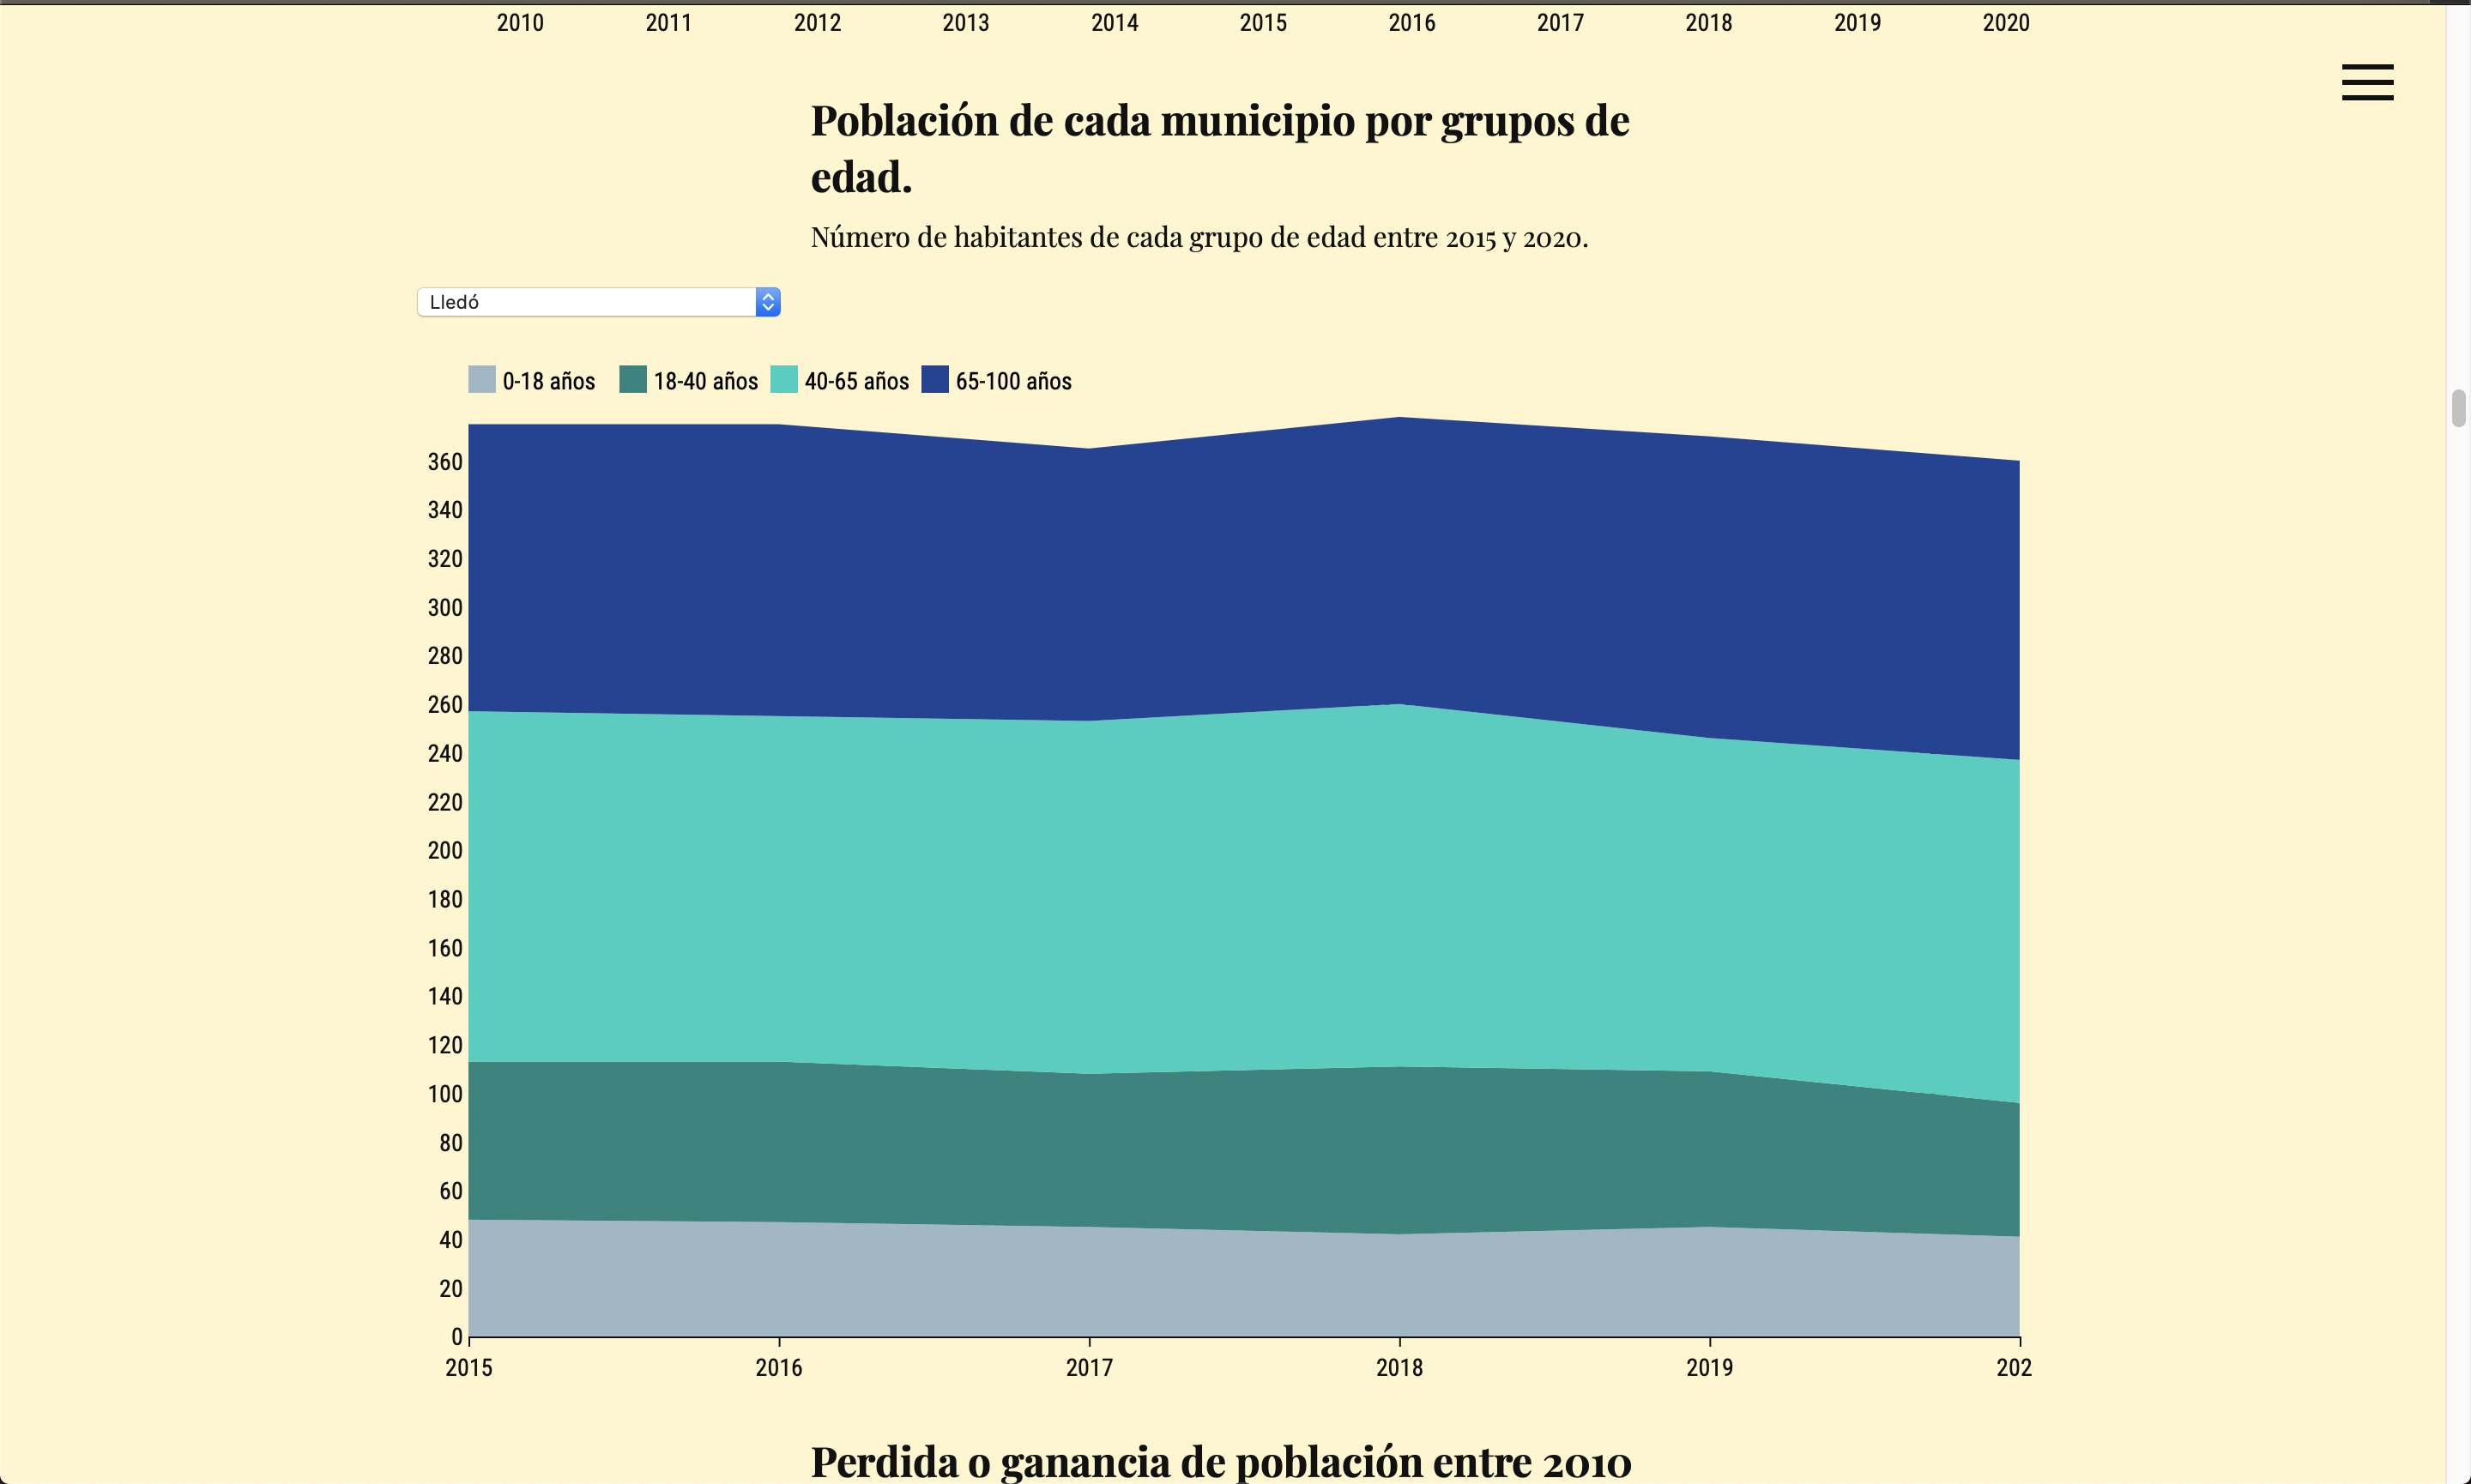 2010 2011 2012 2013 2014 2015 2016 2017 2018 2019 2020
Población de cada municipio por grupos de
edad.
Número de habitantes de cada grupo de edad entre 2015 y 2020.
Lledó
0-18 años 18-40 años 40-65 años 65-100 años
360
340
320
300
280
260
240
220
200
180
160
140
120
100
80
60
40
20
0
2015 2016 2017 2018 2019 202
Perdida o ganancia de población entre 2010